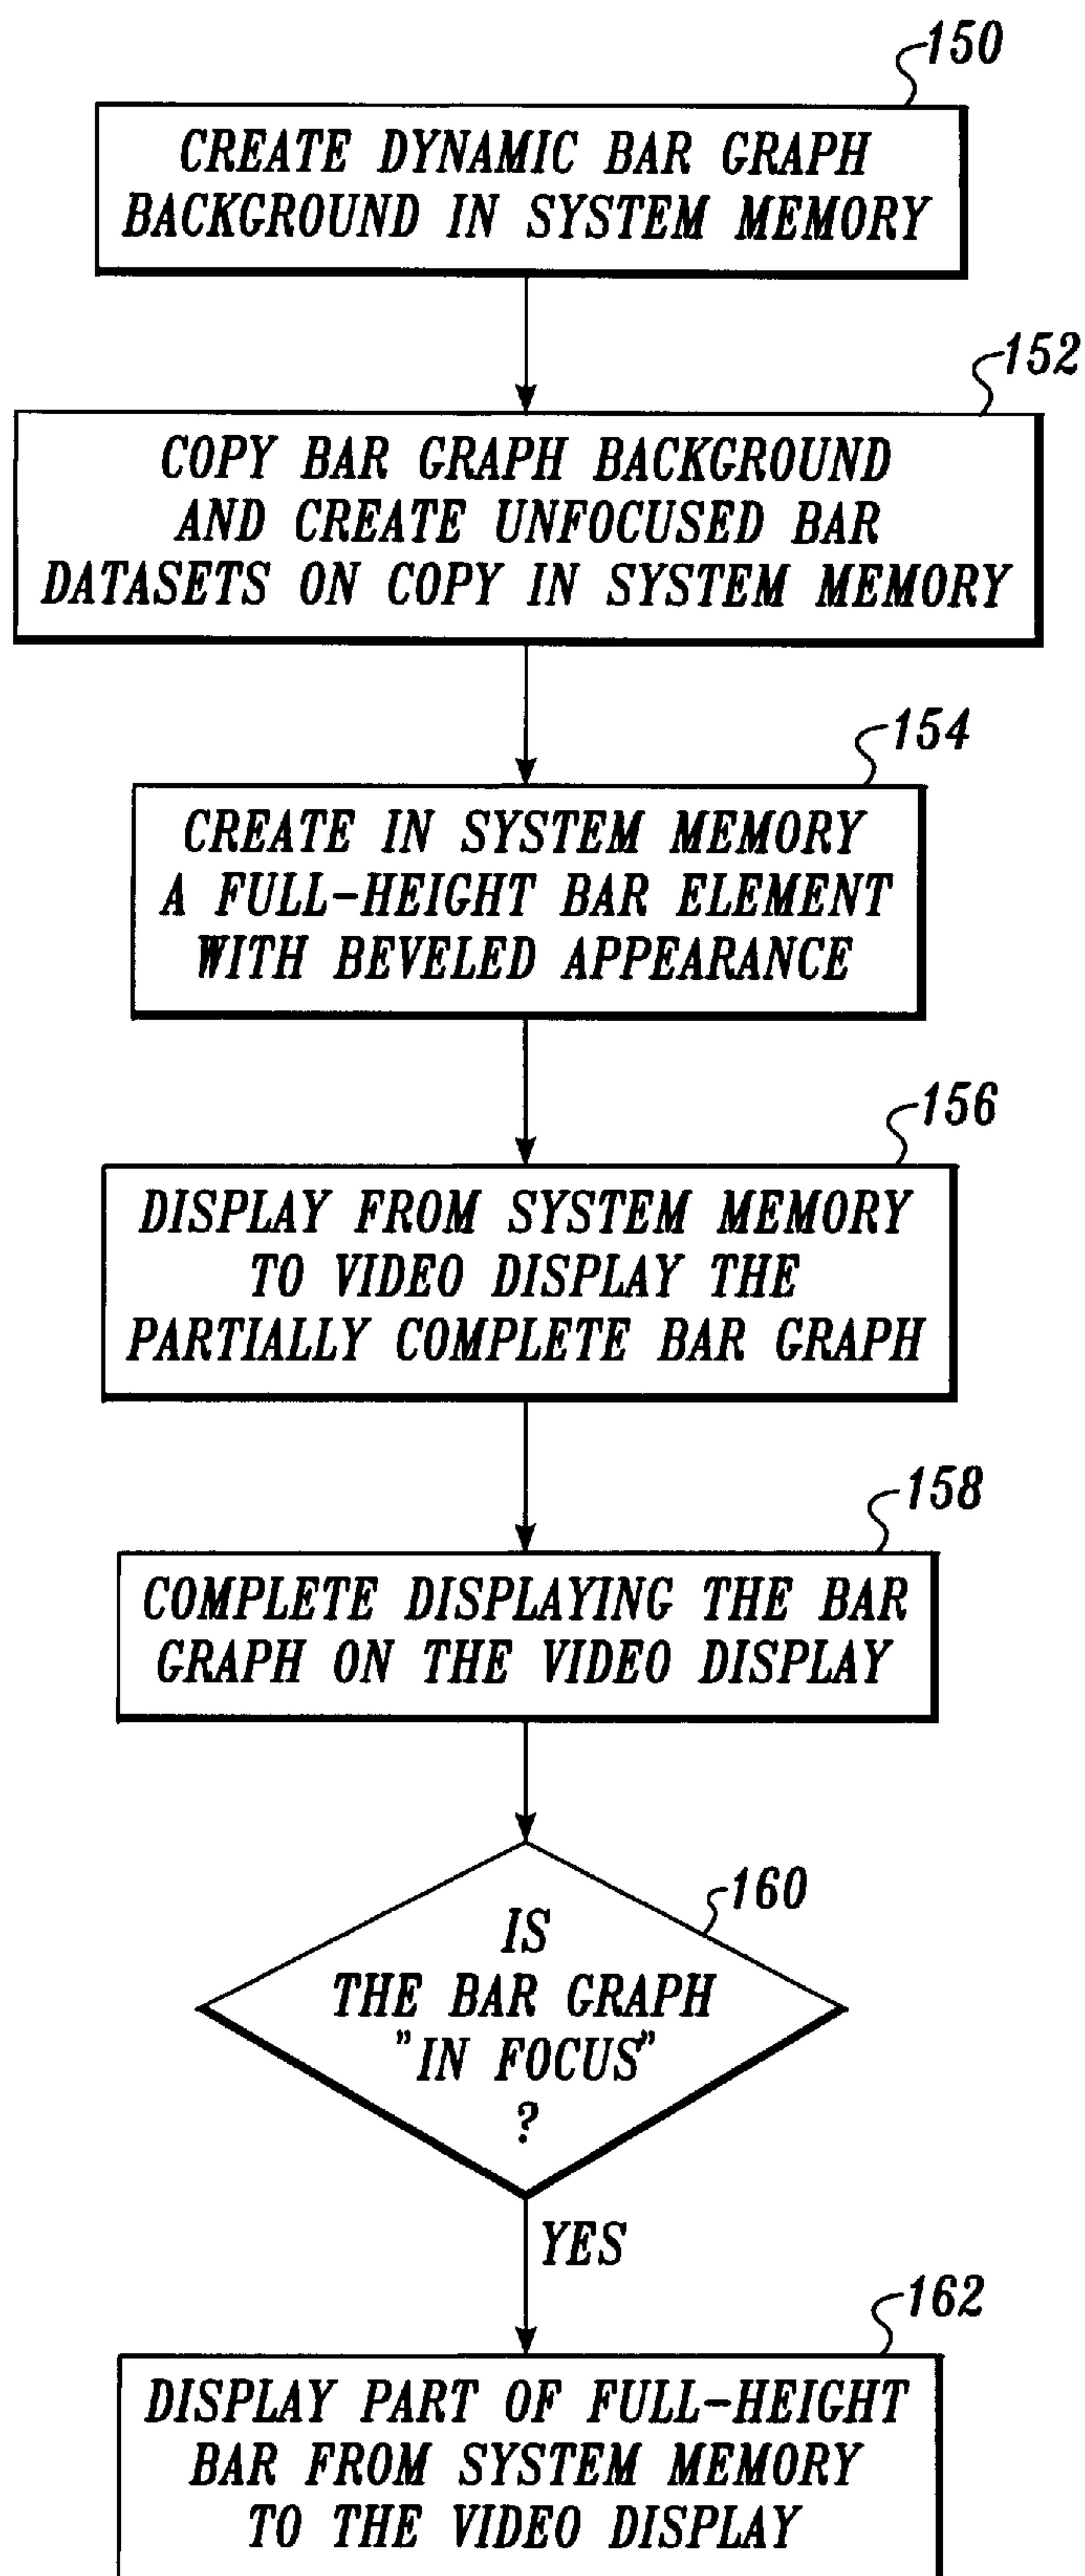 150
CREATE DYNAMIC BAR GRAPH
BACKGROUND IN SYSTEM MEMORY
152
COPY BAR GRAPH BACKGROUND
AND CREATE UNFOCUSED BAR
DATASETS ON COPY IN SYSTEM MEMORY
154
CREATE IN SYSTEM MEMORY
A FULL-HEIGHT BAR ELEMENT
WITH BEVELED APPEARANCE
156
DISPLAY FROM SYSTEM MEMORY
TO VIDEO DISPLAY THE
PARTIALLY COMPLETE BAR GRAPH
158
COMPLETE DISPLAYING THE BAR
GRAPH ON THE VIDEO DISPLAY
160
IS
THE BAR GRAPH
"IN FOCUS"
?
YES
162
DISPLAY PART OF FULL-HEIGHT
BAR FROM SYSTEM MEMORY
TO THE VIDEO DISPLAY